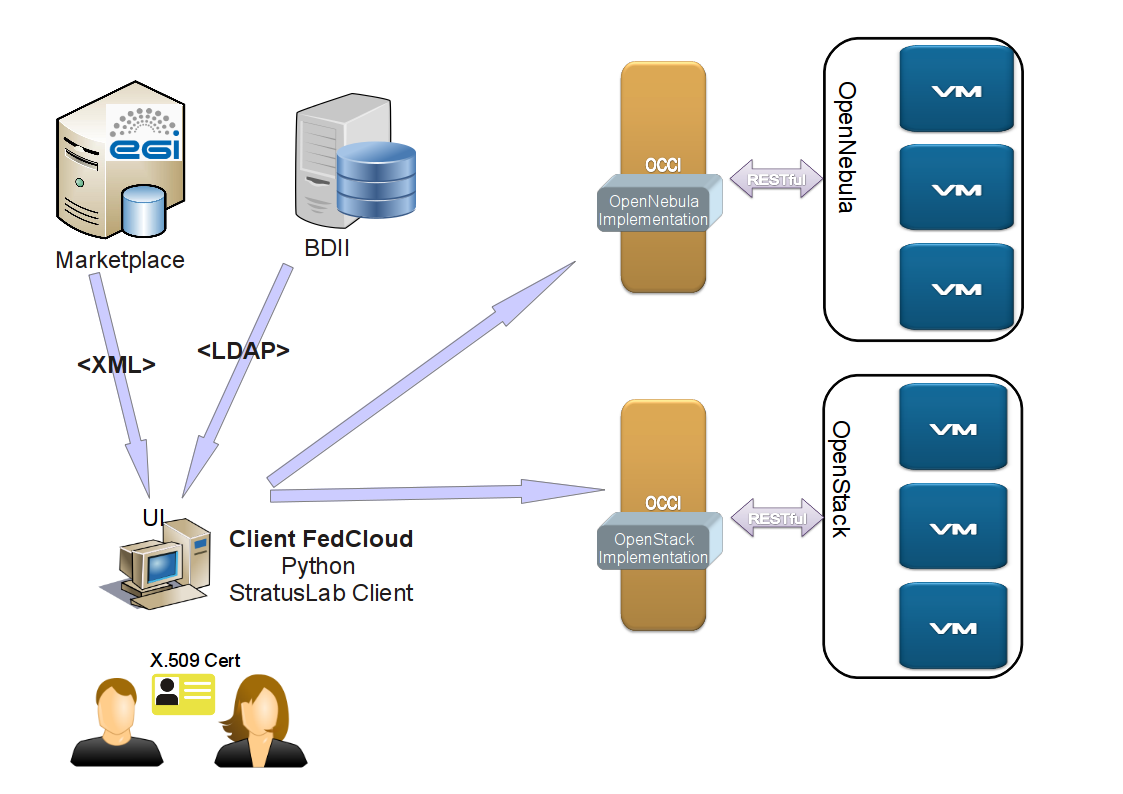 egi
Marketplace
BDII
<XML>
<LDAP>
UI
Client FedCloud
Python
StratusLab Client
X.509 Cert
OCCI
OpenNebula
Implementation
RESTful
OpenNebula
VM
VM
VM
OCCI
OpenStack
Implementation
RESTful
OpenStack
VM
VM
VM